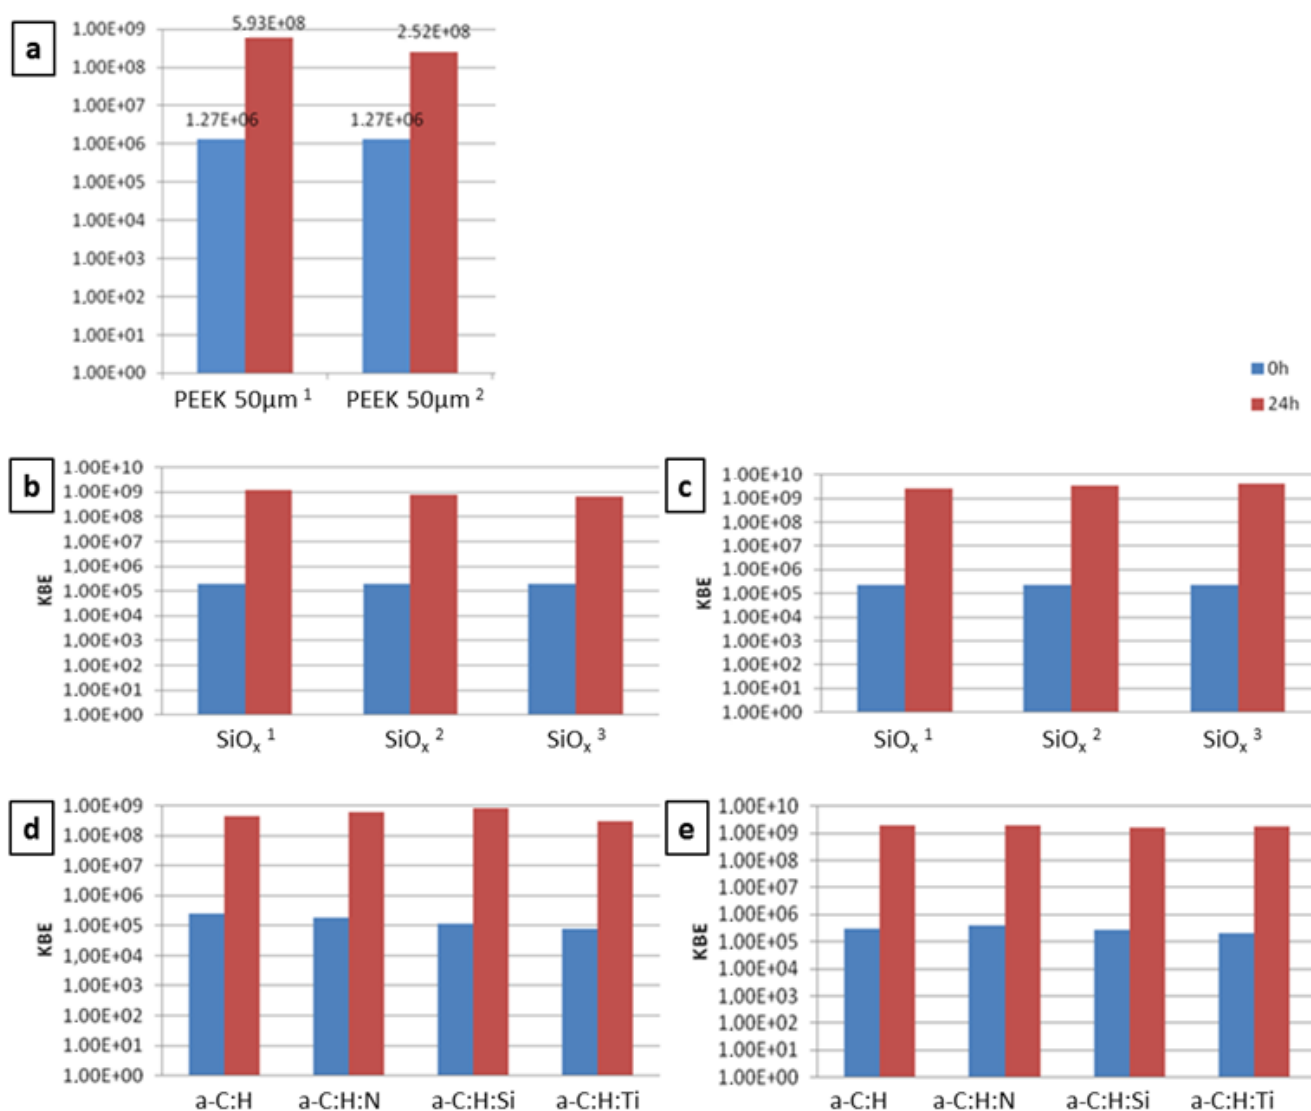 a
1.00E+09
1.00E+08
1.00E+07
1.00E+06
1.00E+05
1.00E+04
1.00E+03
1.00E+02
1.00E+01
1.00E+00
5.93E+08
2.52E+08
1.27E+06
1.27E+06
PEEK 50µm ¹
PEEK 50µm ²
0h
24h
b
KBE
1.00E+10
1.00E+09
1.00E+08
1.00E+07
1.00E+06
1.00E+05
1.00E+04
1.00E+03
1.00E+02
1.00E+01
1.00E+00
SiOₓ ¹
SiOₓ ²
SiOₓ ³
c
KBE
1.00E+10
1.00E+09
1.00E+08
1.00E+07
1.00E+06
1.00E+05
1.00E+04
1.00E+03
1.00E+02
1.00E+01
1.00E+00
SiOₓ ¹
SiOₓ ²
SiOₓ ³
d
KBE
1.00E+09
1.00E+08
1.00E+07
1.00E+06
1.00E+05
1.00E+04
1.00E+03
1.00E+02
1.00E+01
1.00E+00
a-C:H
a-C:H:N
a-C:H:Si
a-C:H:Ti
e
KBE
1.00E+10
1.00E+09
1.00E+08
1.00E+07
1.00E+06
1.00E+05
1.00E+04
1.00E+03
1.00E+02
1.00E+01
1.00E+00
a-C:H
a-C:H:N
a-C:H:Si
a-C:H:Ti